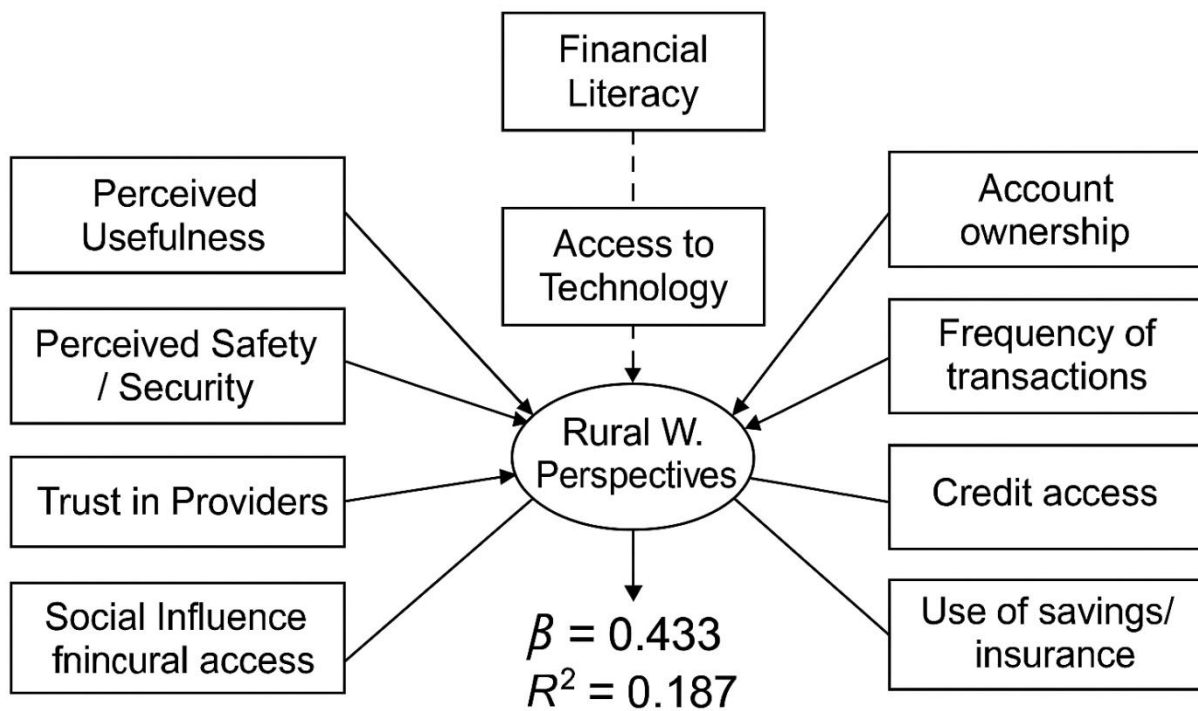 Financial
Literacy
Perceived
Usefulness
Access to
Technology
Account
ownership
Perceived Safety
/ Security
Frequency of
transactions
Rural W.
Perspectives
Trust in Providers
Credit access
Social Influence
fnincural access
Use of savings/
insurance
β = 0.433
R² = 0.187